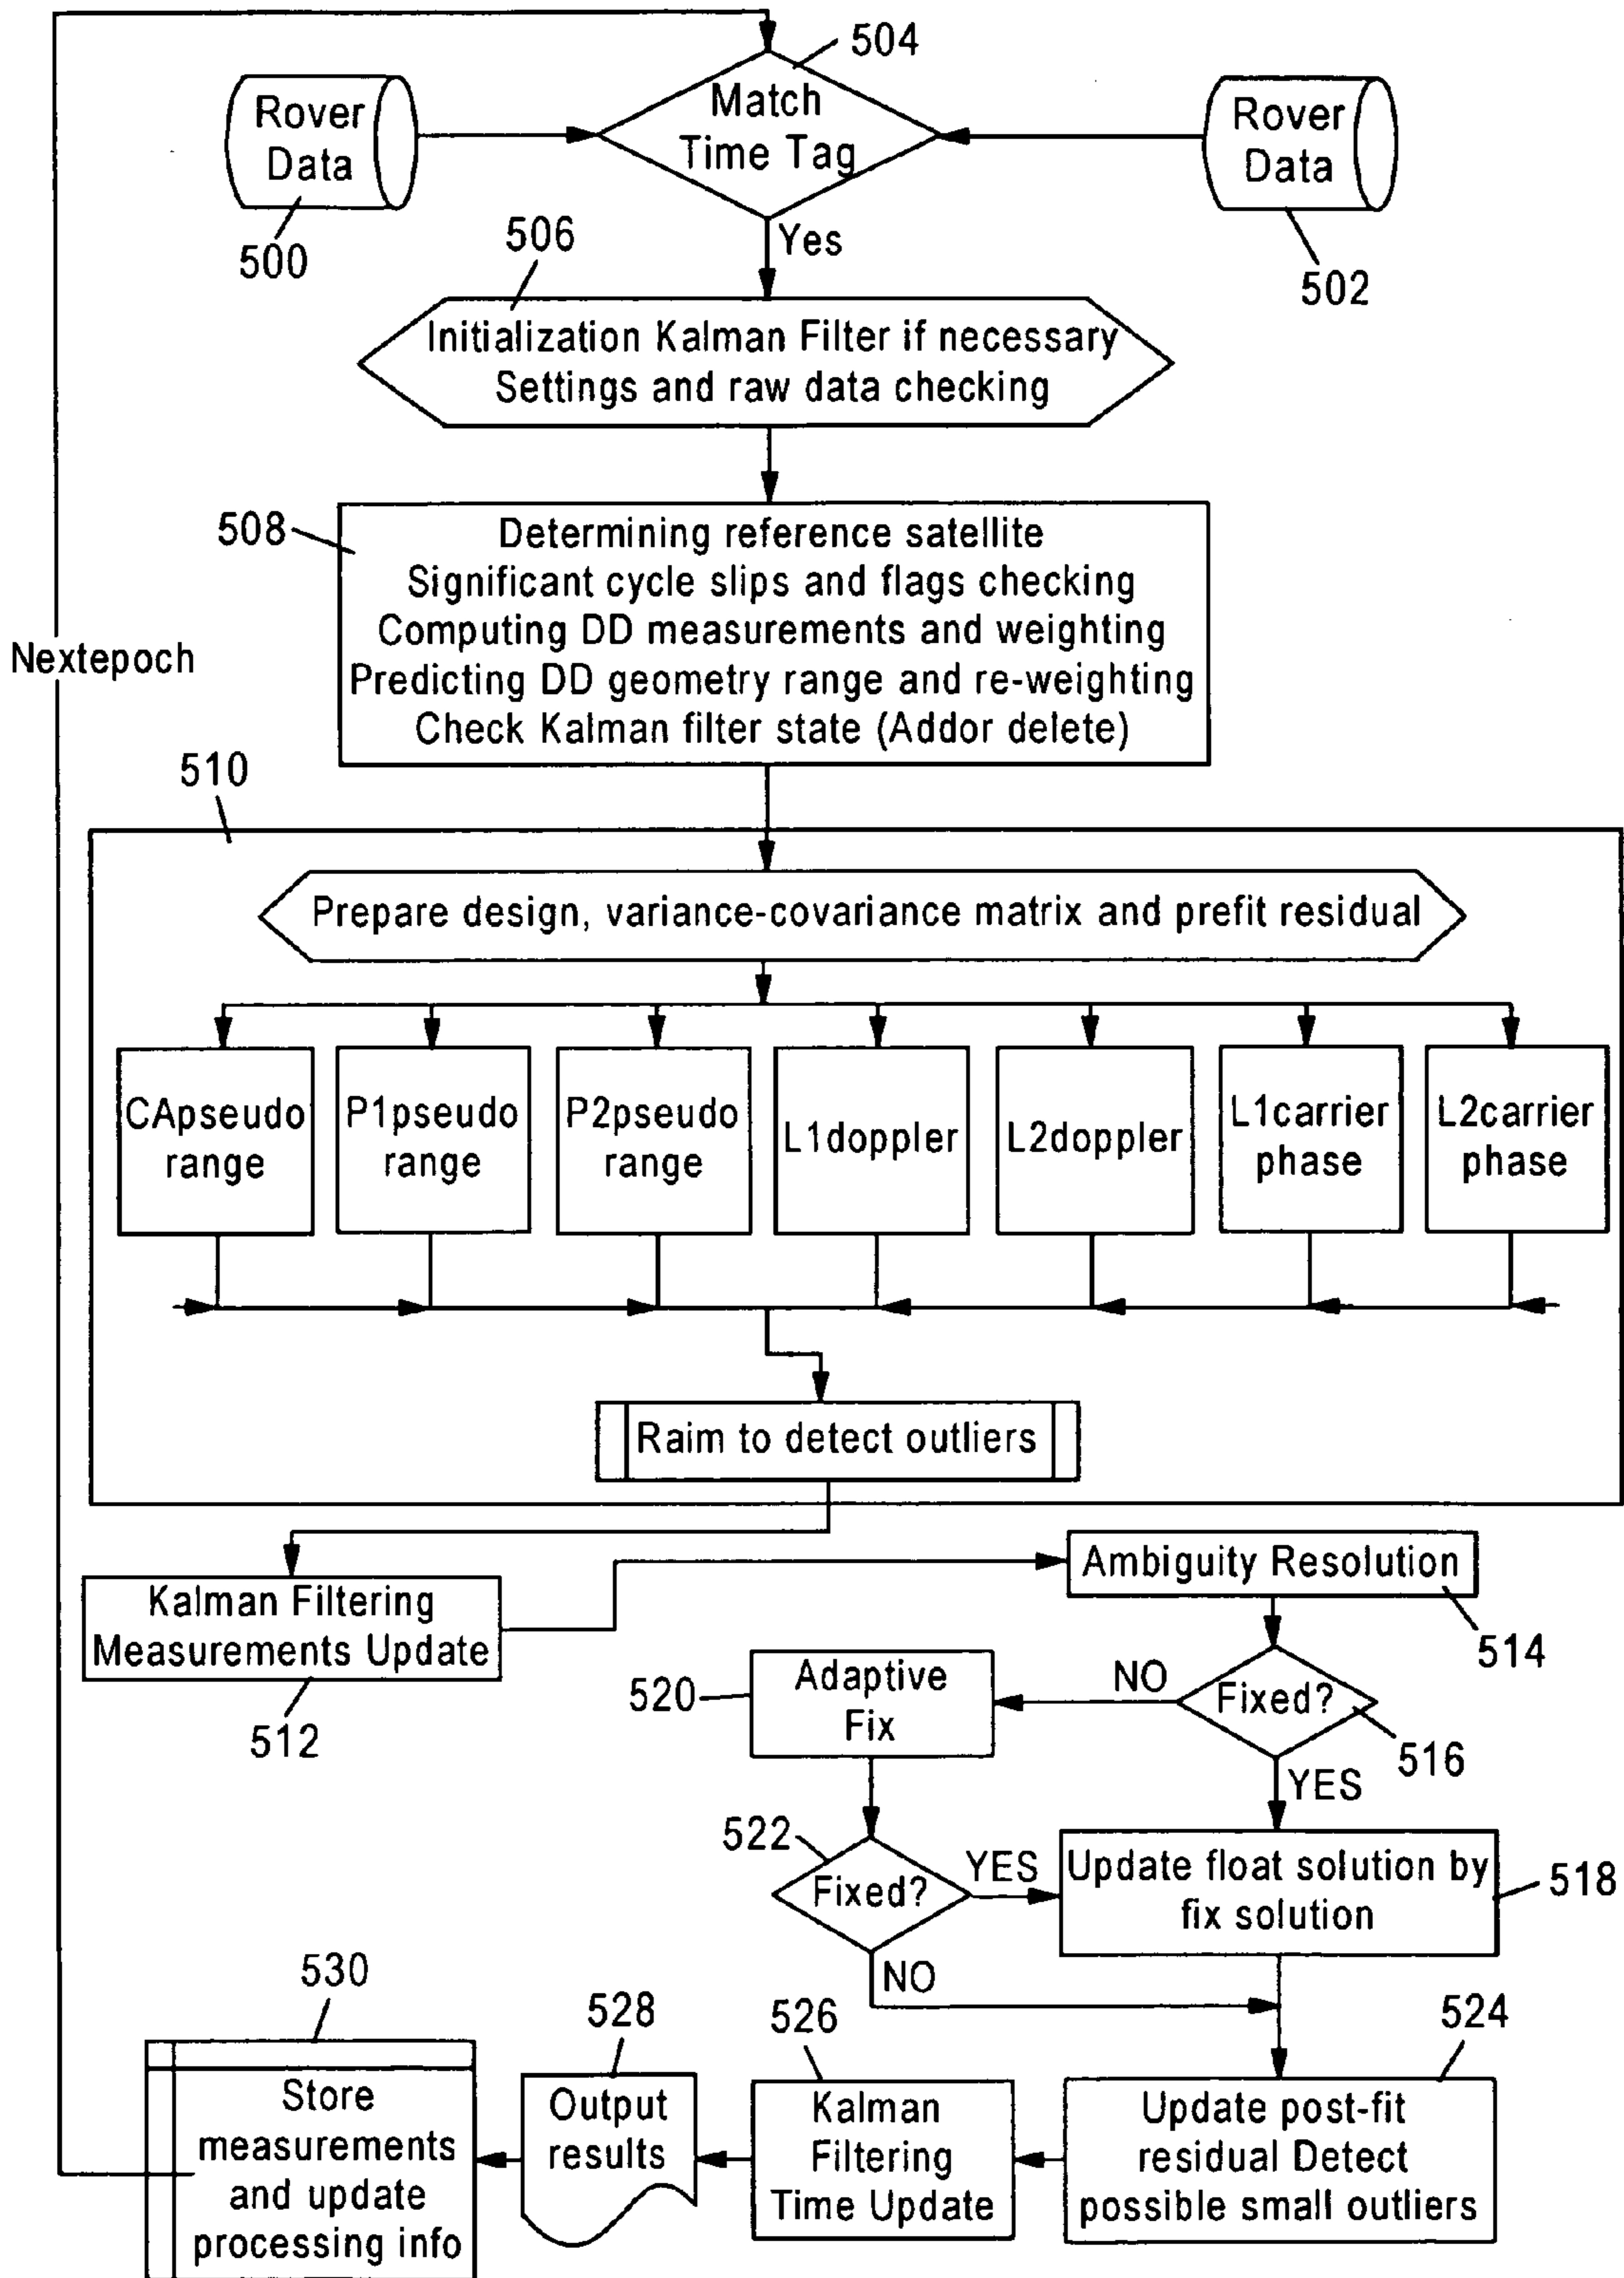 504
Rover
Data
500
Match
Time Tag
Rover
Data
502
Yes
506
Initialization Kalman Filter if necessary
Settings and raw data checking
508
Determining reference satellite
Significant cycle slips and flags checking
Computing DD measurements and weighting
Predicting DD geometry range and re-weighting
Check Kalman filter state (Addor delete)
Nextepoch
510
Prepare design, variance-covariance matrix and prefit residual
CApseudo
range
P1pseudo
range
P2pseudo
range
L1doppler
L2doppler
L1carrier
phase
L2carrier
phase
Raim to detect outliers
Kalman Filtering
Measurements Update
512
Ambiguity Resolution
514
Fixed?
516
NO
YES
Adaptive
Fix
520
522
Fixed?
YES
NO
Update float solution by
fix solution
518
524
Update post-fit
residual Detect
possible small outliers
526
Kalman
Filtering
Time Update
528
Output
results
530
Store
measurements
and update
processing info